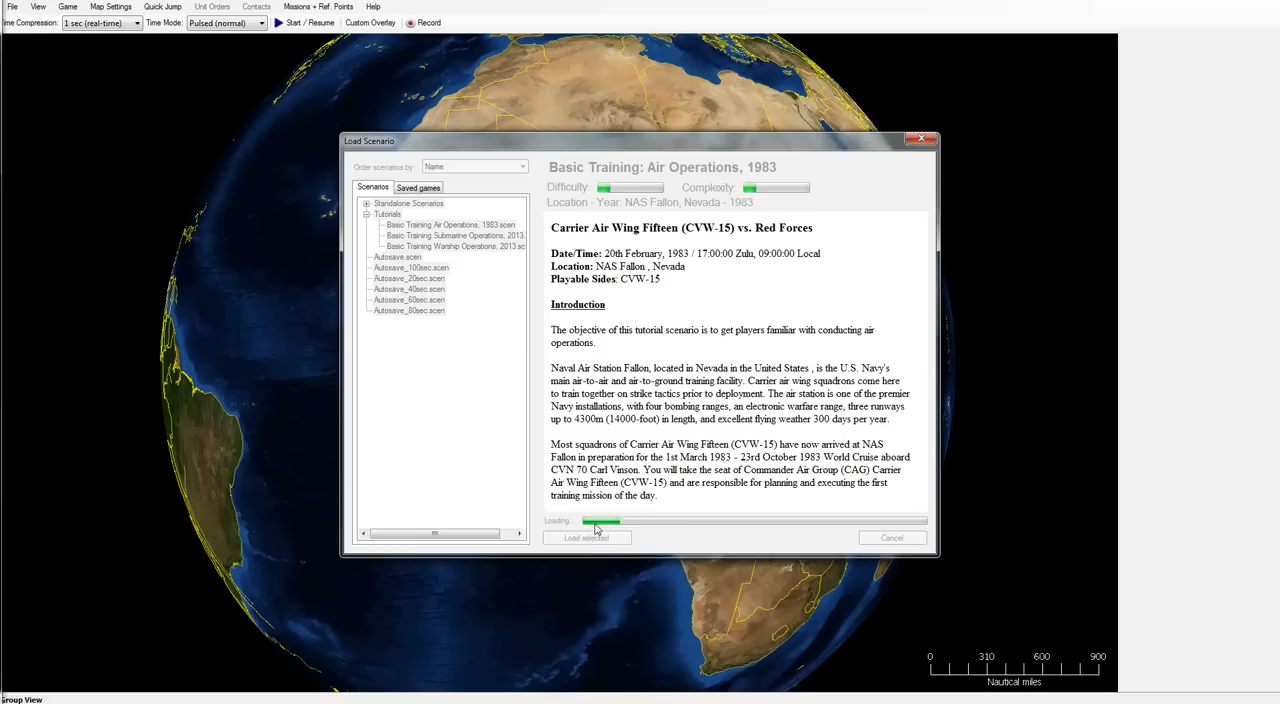 File View Game Map Settings Quick Jump Unit Orders Contacts Missions + Ref. Points Help
ime Compression: 1 sec (real-time) Time Mode: Pulsed (normal) Start / Resume Custom Overlay Record
Load Scenario
Order scenarios by: Name
Scenarios Saved games
Standalone Scenarios
Tutorials
Basic Training Air Operations, 1983.scen
Basic Training Submarine Operations, 2013.
Basic Training Warship Operations, 2013.sc
Autosave.scen
Autosave_100sec.scen
Autosave_20sec.scen
Autosave_40sec.scen
Autosave_60sec.scen
Autosave_80sec.scen
Basic Training: Air Operations, 1983
Difficulty: Complexity:
Location - Year: NAS Fallon, Nevada - 1983
Carrier Air Wing Fifteen (CVW-15) vs. Red Forces
Date/Time: 20th February, 1983 / 17:00:00 Zulu, 09:00:00 Local
Location: NAS Fallon , Nevada
Playable Sides: CVW-15
Introduction
The objective of this tutorial scenario is to get players familiar with conducting air
operations.
Naval Air Station Fallon, located in Nevada in the United States , is the U.S. Navy's
main air-to-air and air-to-ground training facility. Carrier air wing squadrons come here
to train together on strike tactics prior to deployment. The air station is one of the premier
Navy installations, with four bombing ranges, an electronic warfare range, three runways
up to 4300m (14000-foot) in length, and excellent flying weather 300 days per year.
Most squadrons of Carrier Air Wing Fifteen (CVW-15) have now arrived at NAS
Fallon in preparation for the 1st March 1983 - 23rd October 1983 World Cruise aboard
CVN 70 Carl Vinson. You will take the seat of Commander Air Group (CAG) Carrier
Air Wing Fifteen (CVW-15) and are responsible for planning and executing the first
training mission of the day.
Loading...
Load selected Cancel
0 310 600 900
Nautical miles
Group View